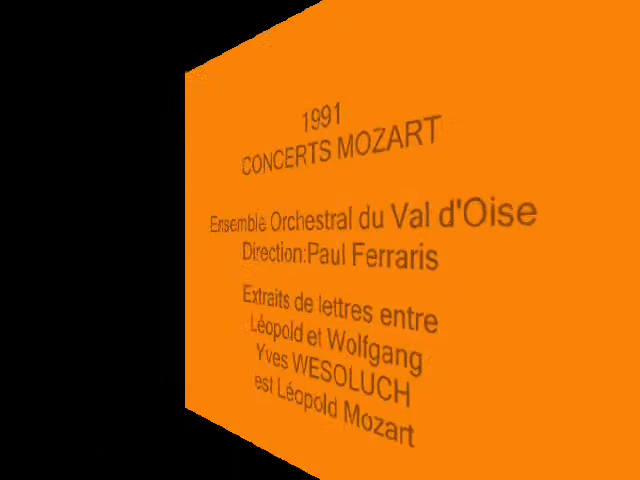 1991
CONCERTS MOZART
Ensemble Orchestral du Val d'Oise
Direction:Paul Ferraris
Extraits de lettres entre
Léopold et Wolfgang
Yves WESOLUCH
est Léopold Mozart